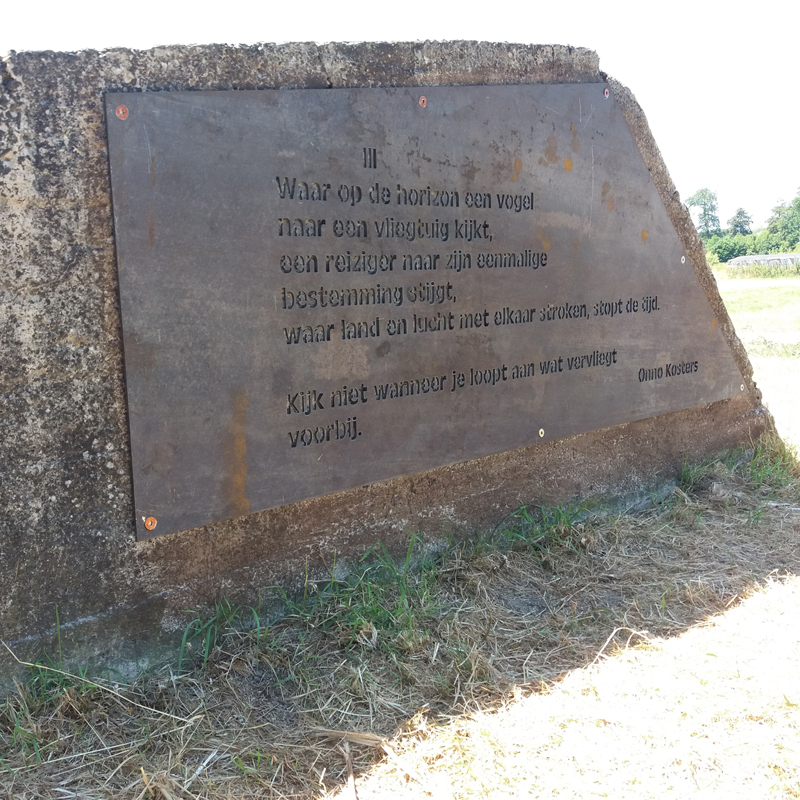 III
Waar op de horizon een vogel
naar een vliegtuig kijkt,
een reiziger naar zijn eenmalige
bestemming stijgt,
waar land en lucht met elkaar stroken, stopt de tijd.
Kijk niet wanneer je loopt aan wat vervliegt
voorbij.
Onno Kosters